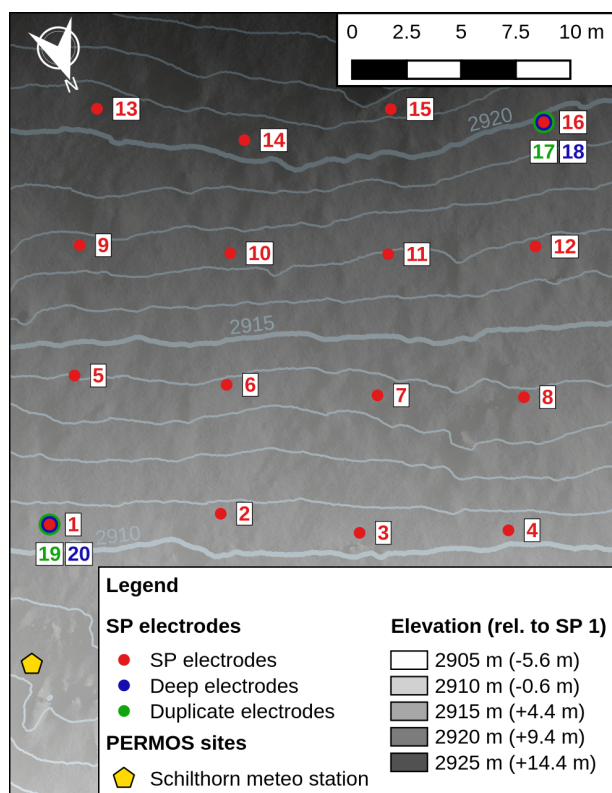 0 2.5 5 7.5 10 m
N
13
15
2920
16
14
17 18
9
10
11
12
2915
5
6
7
8
1
2
3
4
2910
19 20
Legend
SP electrodes
SP electrodes
Deep electrodes
Duplicate electrodes
PERMOS sites
Schilthorn meteo station
Elevation (rel. to SP 1)
2905 m (-5.6 m)
2910 m (-0.6 m)
2915 m (+4.4 m)
2920 m (+9.4 m)
2925 m (+14.4 m)